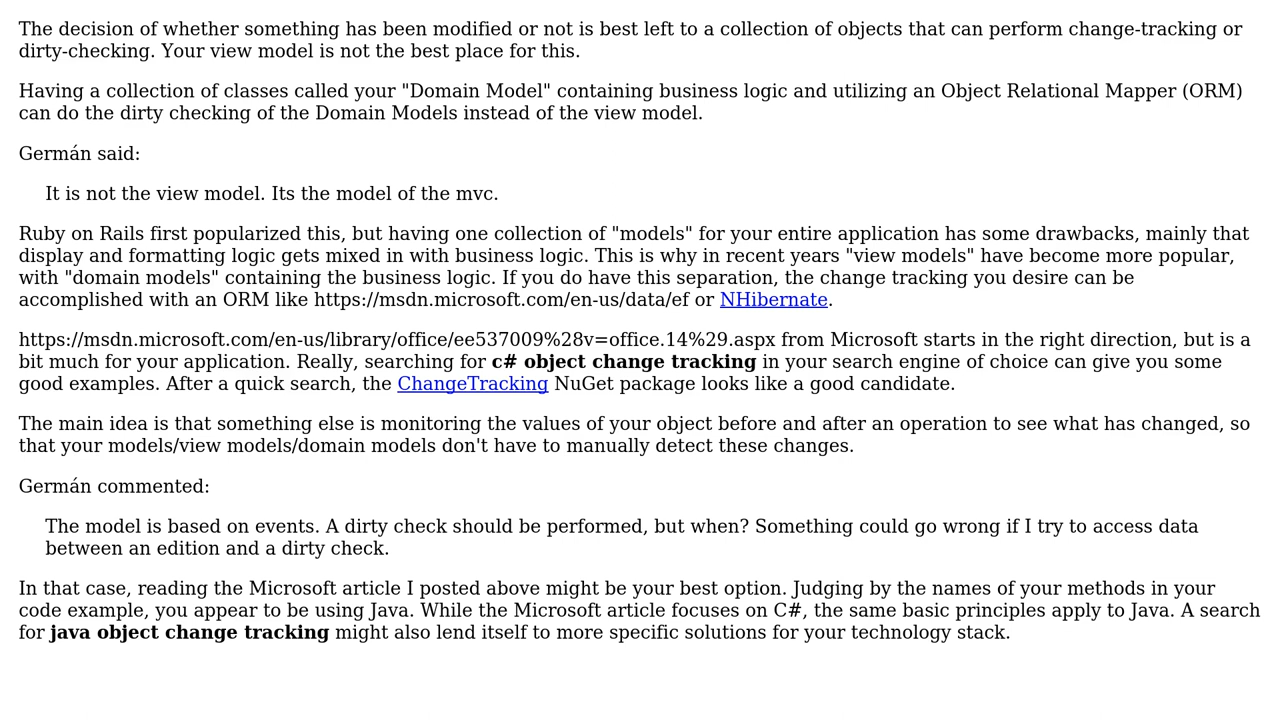 The decision of whether something has been modified or not is best left to a collection of objects that can perform change-tracking or
dirty-checking. Your view model is not the best place for this.
Having a collection of classes called your "Domain Model" containing business logic and utilizing an Object Relational Mapper (ORM)
can do the dirty checking of the Domain Models instead of the view model.
Germán said:
It is not the view model. Its the model of the mvc.
Ruby on Rails first popularized this, but having one collection of "models" for your entire application has some drawbacks, mainly that
display and formatting logic gets mixed in with business logic. This is why in recent years "view models" have become more popular,
with "domain models" containing the business logic. If you do have this separation, the change tracking you desire can be
accomplished with an ORM like https://msdn.microsoft.com/en-us/data/ef or NHibernate.
https://msdn.microsoft.com/en-us/library/office/ee537009%28v=office.14%29.aspx from Microsoft starts in the right direction, but is a
bit much for your application. Really, searching for c# object change tracking in your search engine of choice can give you some
good examples. After a quick search, the ChangeTracking NuGet package looks like a good candidate.
The main idea is that something else is monitoring the values of your object before and after an operation to see what has changed, so
that your models/view models/domain models don't have to manually detect these changes.
Germán commented:
The model is based on events. A dirty check should be performed, but when? Something could go wrong if I try to access data
between an edition and a dirty check.
In that case, reading the Microsoft article I posted above might be your best option. Judging by the names of your methods in your
code example, you appear to be using Java. While the Microsoft article focuses on C#, the same basic principles apply to Java. A search
for java object change tracking might also lend itself to more specific solutions for your technology stack.